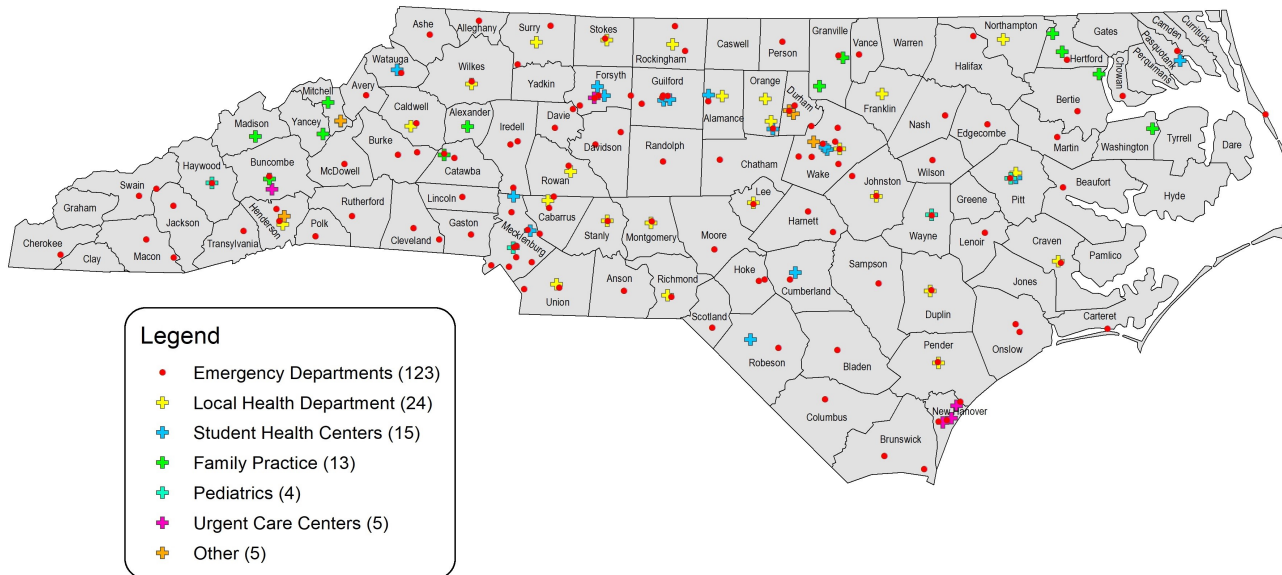 Ashe
Alleghany
Surry
Stokes
Rockingham
Caswell
Person
Granville
Vance
Warren
Northampton
Gates
Camden
Currituck
Pasquotank
Perquimans
Chowan
Hertford
Halifax
Watauga
Wilkes
Yadkin
Forsyth
Guilford
Alamance
Orange
Durham
Franklin
Nash
Edgecombe
Bertie
Martin
Washington
Tyrrell
Dare
Mitchell
Avery
Caldwell
Alexander
Iredell
Davie
Davidson
Randolph
Chatham
Wake
Wilson
Pitt
Beaufort
Hyde
Madison
Yancey
Burke
Catawba
Rowan
Lee
Johnston
Greene
Haywood
Buncombe
McDowell
Swain
Graham
Jackson
Henderson
Polk
Rutherford
Lincoln
Cabarrus
Stanly
Montgomery
Moore
Harnett
Wayne
Lenoir
Craven
Pamlico
Cherokee
Clay
Macon
Transylvania
Cleveland
Gaston
Mecklenburg
Union
Anson
Richmond
Hoke
Cumberland
Sampson
Duplin
Jones
Carteret
Scotland
Robeson
Bladen
Pender
Onslow
Columbus
Brunswick
New Hanover
Legend
Emergency Departments (123)
Local Health Department (24)
Student Health Centers (15)
Family Practice (13)
Pediatrics (4)
Urgent Care Centers (5)
Other (5)